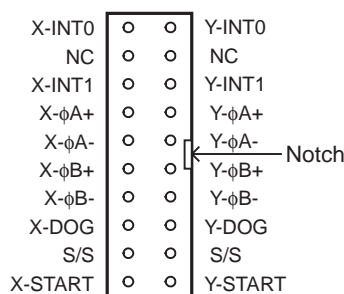 X-INT0 Y-INT0
NC NC
X-INT1 Y-INT1
X-ϕA+ Y-ϕA+
X-ϕA- Y-ϕA-
Notch
X-ϕB+ Y-ϕB+
X-ϕB- Y-ϕB-
X-DOG Y-DOG
S/S S/S
X-START Y-START